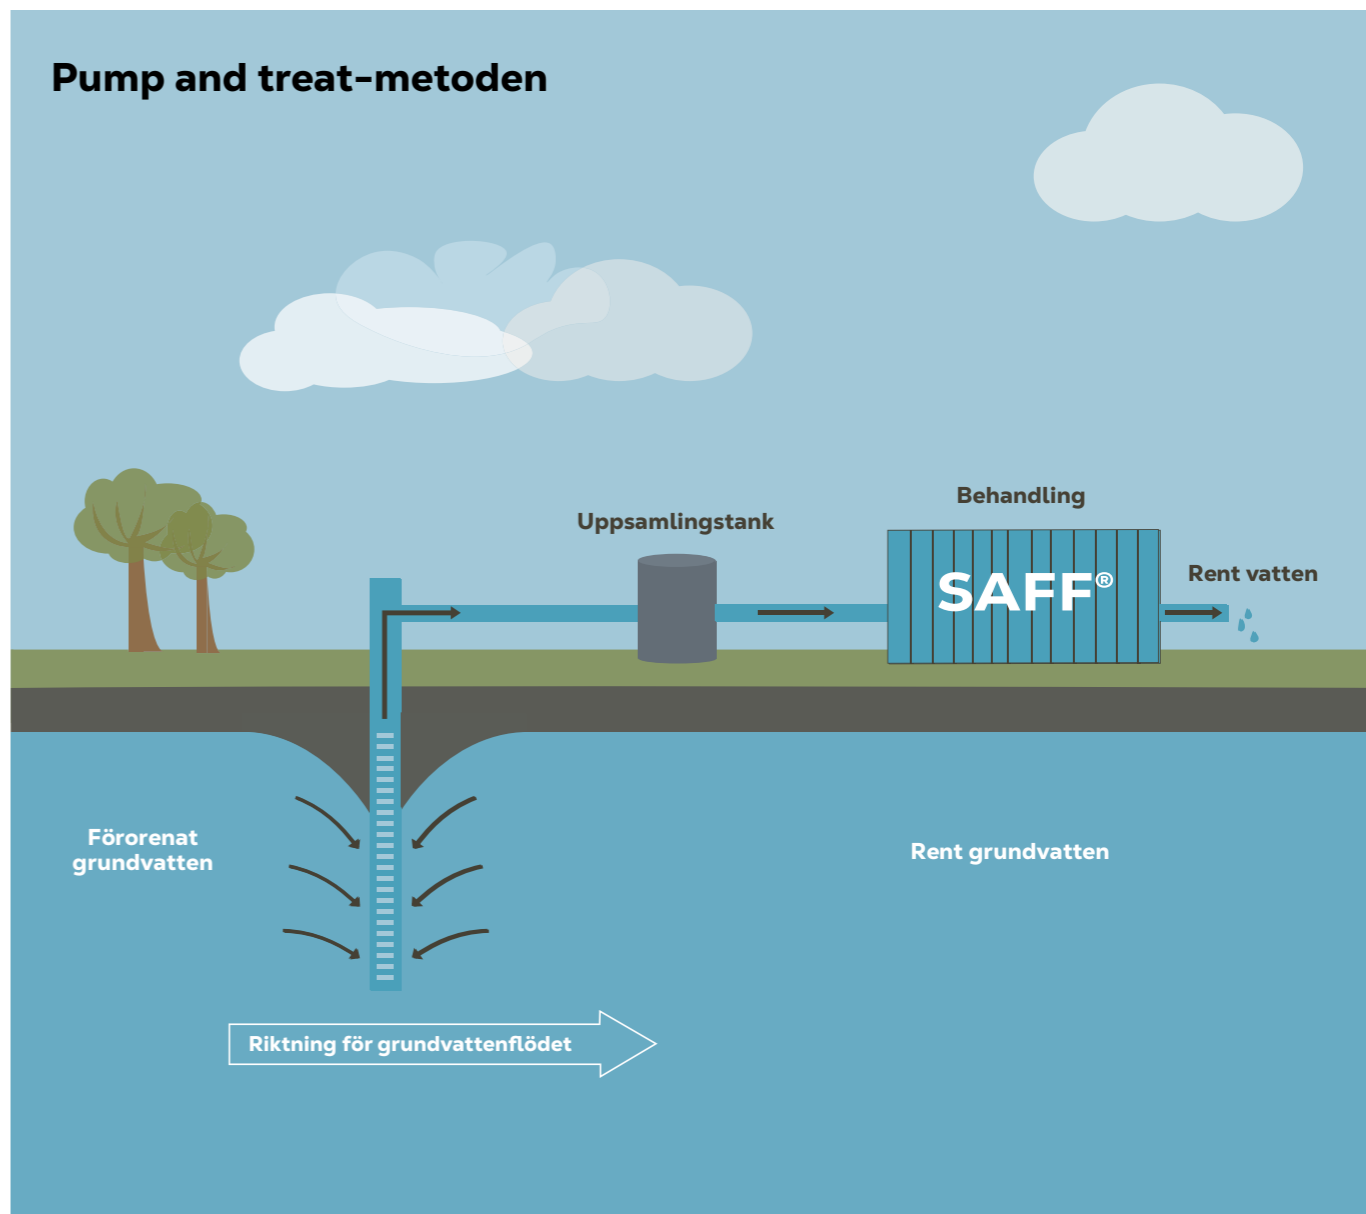 Pump and treat-metoden
Behandling
Uppsamlingstank
SAFF®
Rent vatten
Förorenat
grundvatten
Rent grundvatten
Riktning för grundvattenflödet